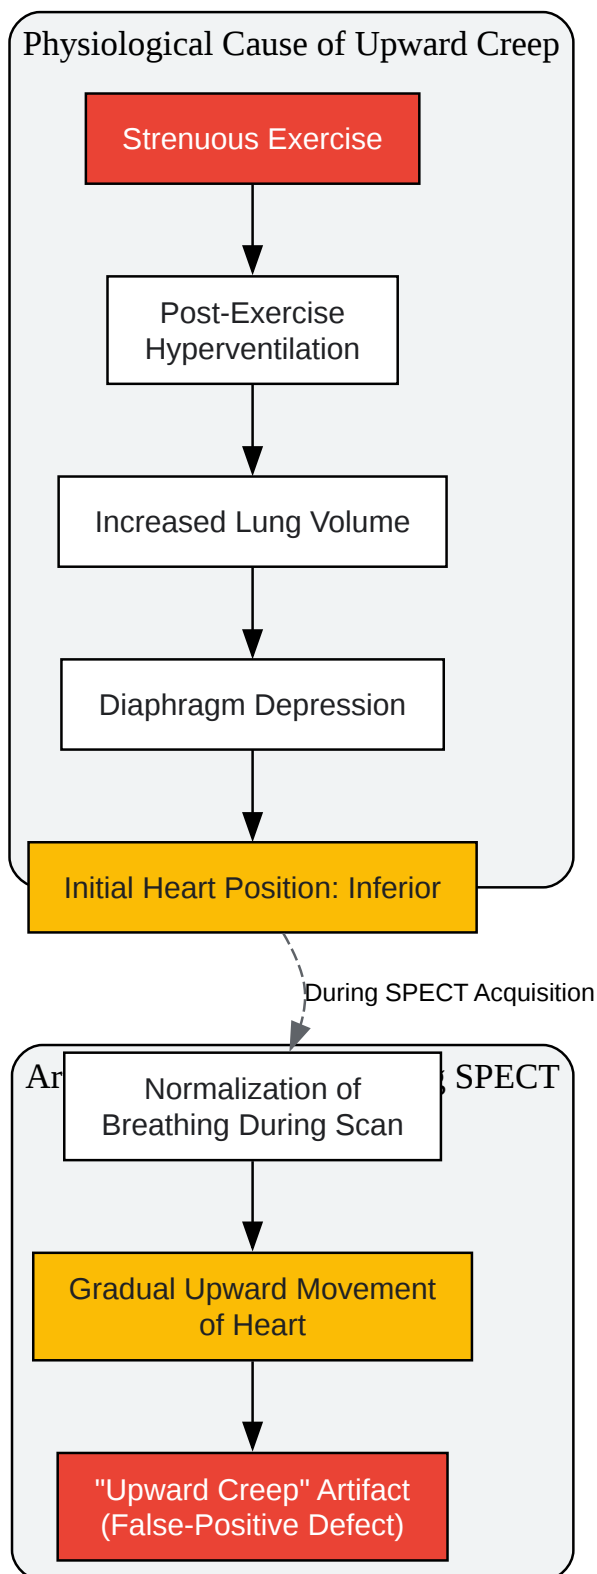 Physiological Cause of Upward Creep
Strenuous Exercise
Post-Exercise
Hyperventilation
Increased Lung Volume
Diaphragm Depression
Initial Heart Position: Inferior
During SPECT Acquisition
SPECT
Normalization of
Breathing During Scan
Gradual Upward Movement
of Heart
"Upward Creep" Artifact
(False-Positive Defect)